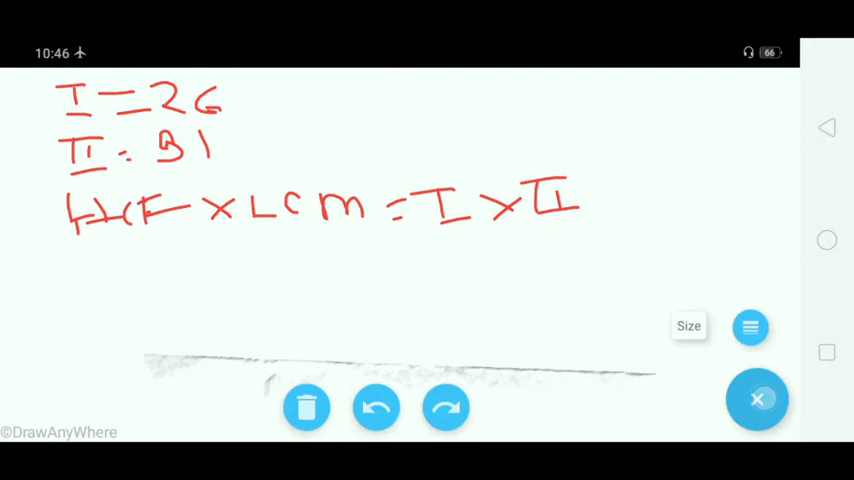 10:46
66
I = 26
II = 91
HCF × LCM = I × II
Size
©DrawAnyWhere